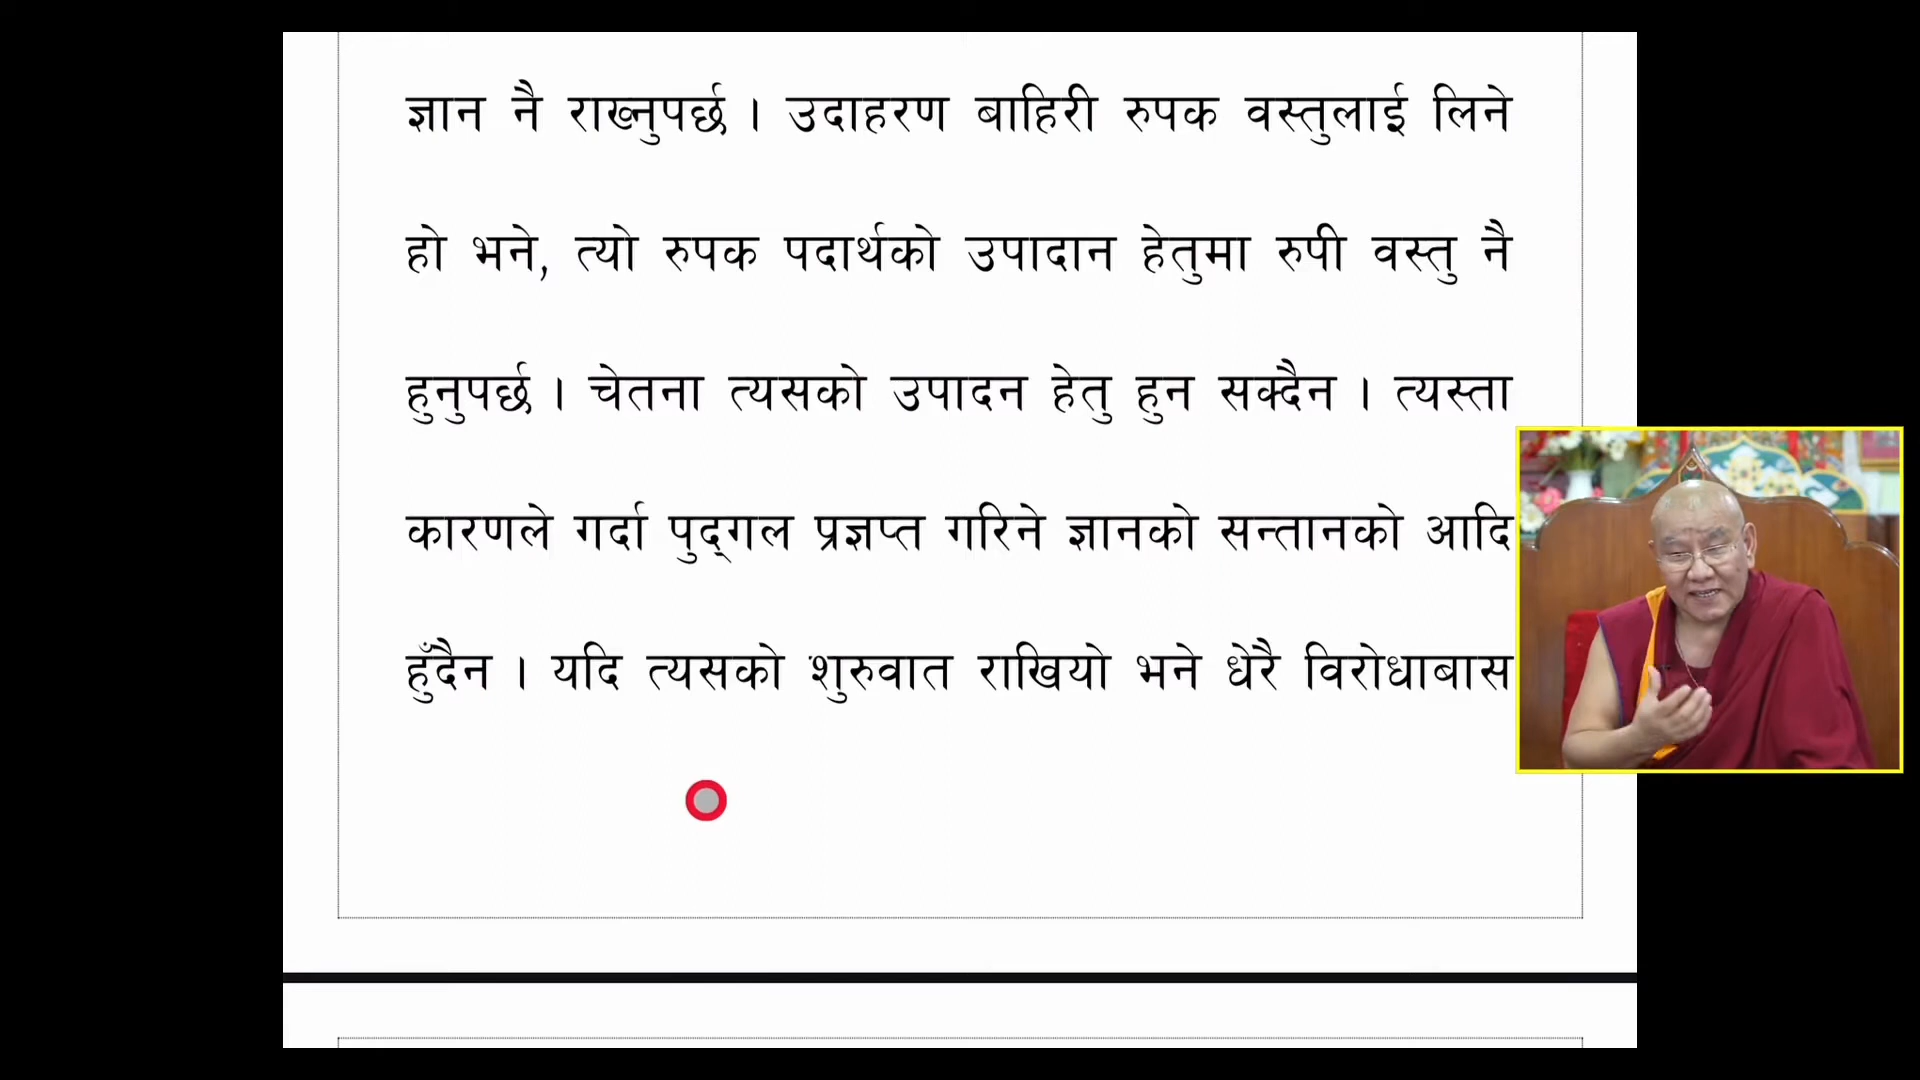 ज्ञान नै राख्नुपर्छ । उदाहरण बाहिरी रुपक वस्तुलाई लिने
हो भने, त्यो रुपक पदार्थको उपादान हेतुमा रुपी वस्तु नै
हुनुपर्छ । चेतना त्यसको उपादन हेतु हुन सक्दैन । त्यस्ता
कारणले गर्दा पुद्‌गल प्रज्ञप्त गरिने ज्ञानको सन्तानको आदि
हुँदैन । यदि त्यसको शुरुवात राखियो भने धेरै विरोधाबास